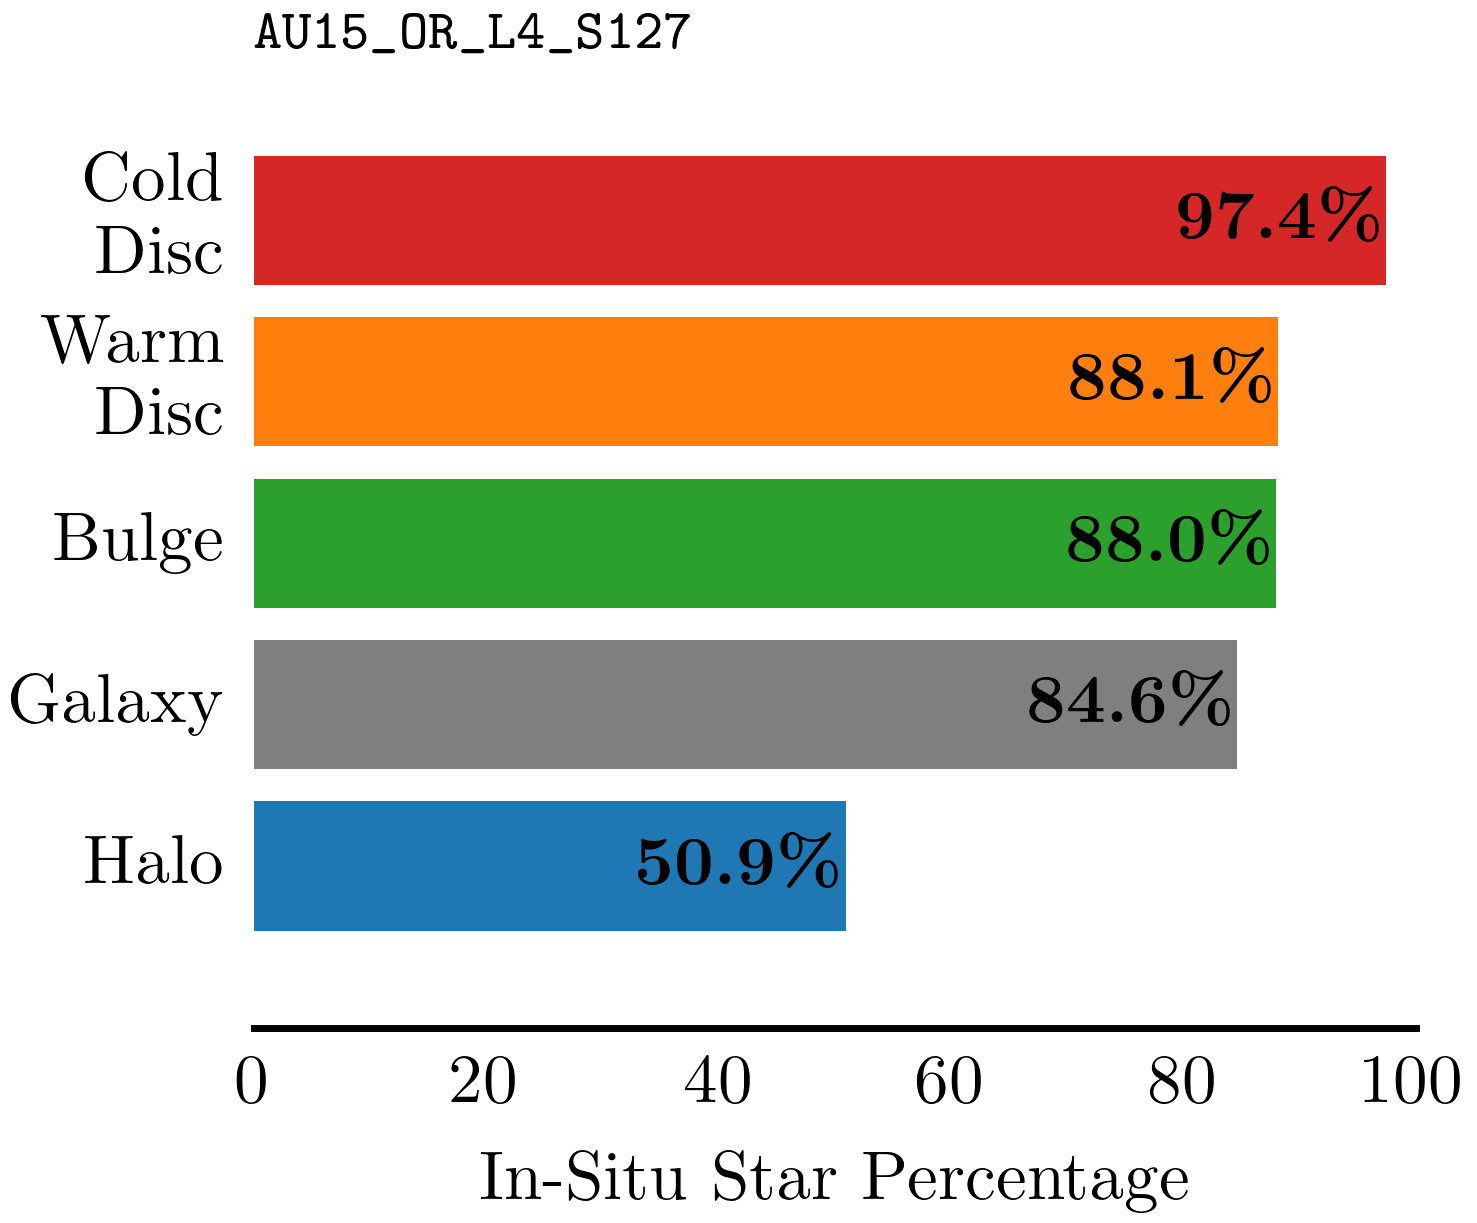 AU15_OR_L4_S127
Cold
Disc
97.4%
Warm
Disc
88.1%
Bulge
88.0%
Galaxy
84.6%
Halo
50.9%
0 20 40 60 80 100
In-Situ Star Percentage